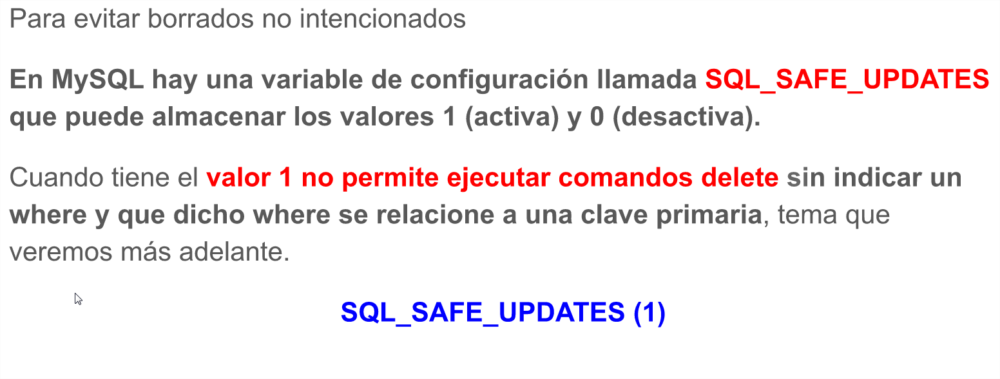 Para evitar borrados no intencionados
En MySQL hay una variable de configuración llamada SQL_SAFE_UPDATES
que puede almacenar los valores 1 (activa) y 0 (desactiva).
Cuando tiene el valor 1 no permite ejecutar comandos delete sin indicar un
where y que dicho where se relacione a una clave primaria, tema que
veremos más adelante.
SQL_SAFE_UPDATES (1)